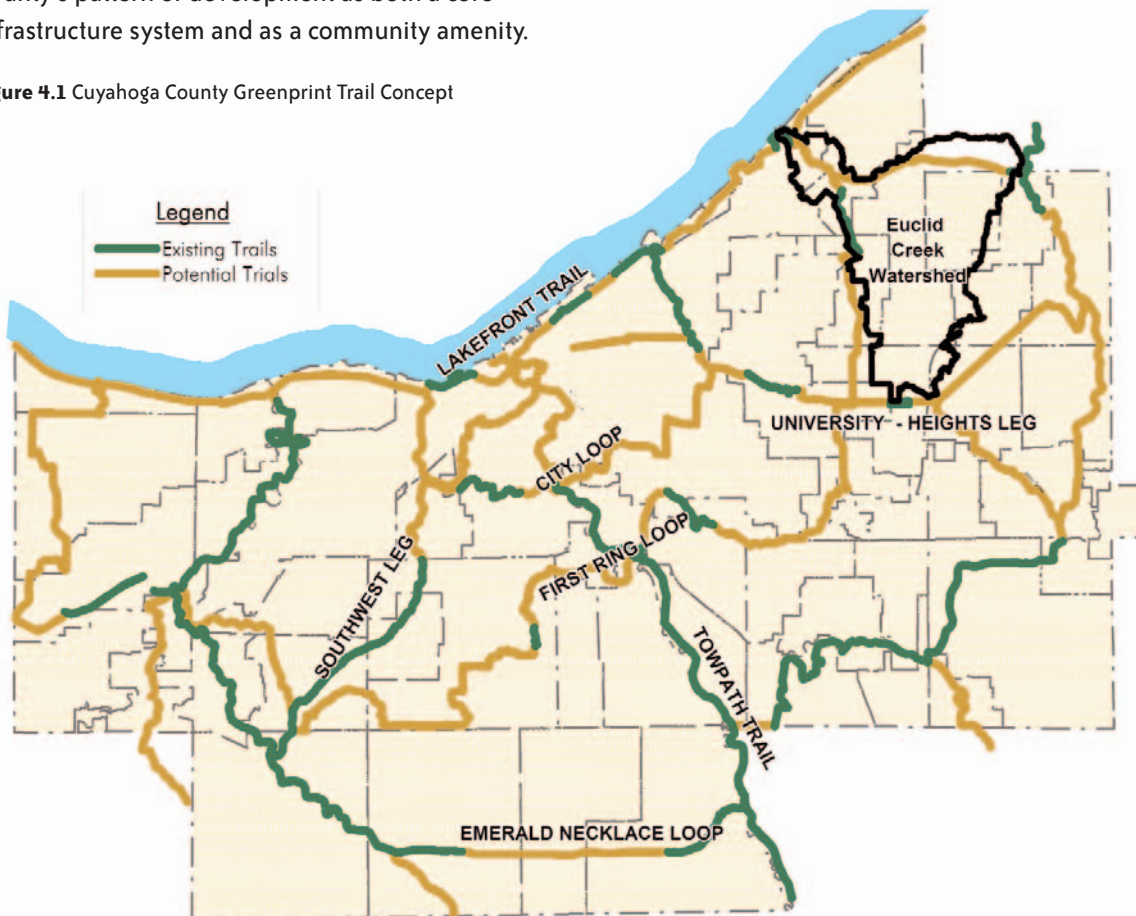 frastructure system and as a community amenity.
gure 4.1 Cuyahoga County Greenprint Trail Concept
Legend
Existing Trails
Potential Trials
Euclid
Creek
Watershed
LAKEFRONT TRAIL
UNIVERSITY - HEIGHTS LEG
CITY LOOP
FIRST RING LOOP
SOUTHWEST LEG
TOWPATH TRAIL
EMERALD NECKLACE LOOP